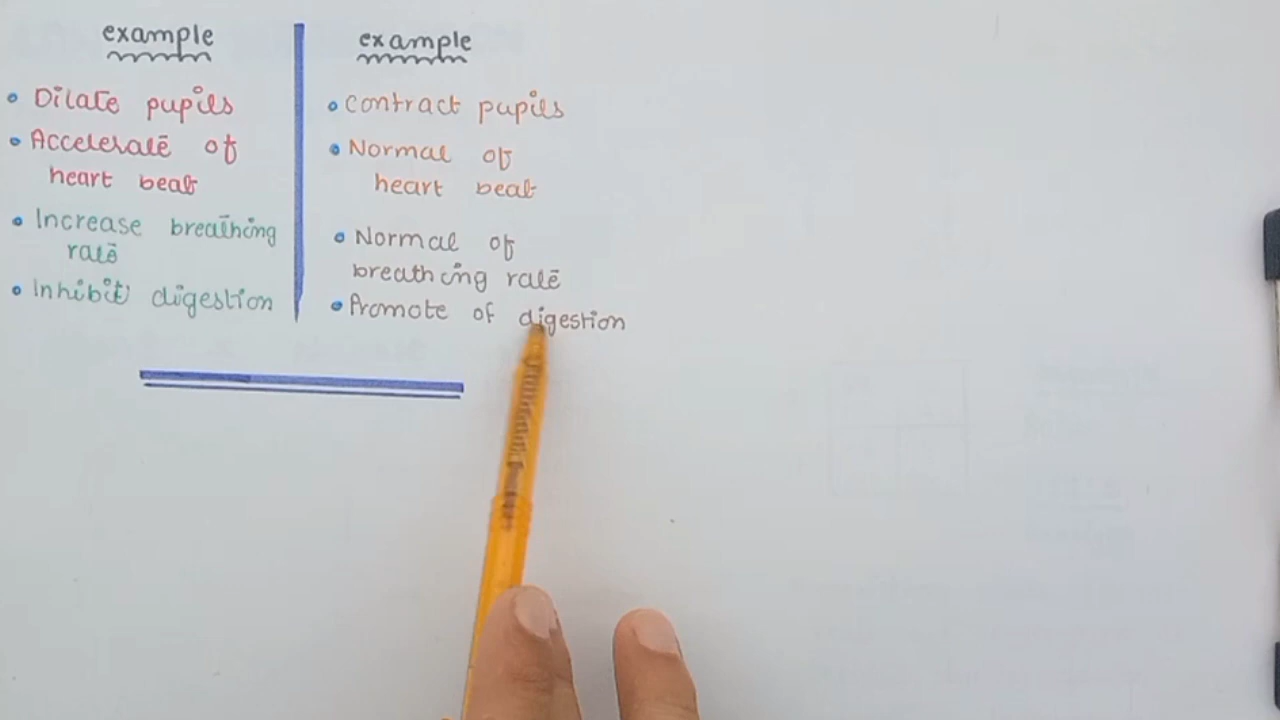 example
• Dilate pupils
• Accelerate of
heart beat
• Increase breathing
rate
• Inhibit digestion
example
• Contract pupils
• Normal of
heart beat
• Normal of
breathing rate
• Promote of digestion